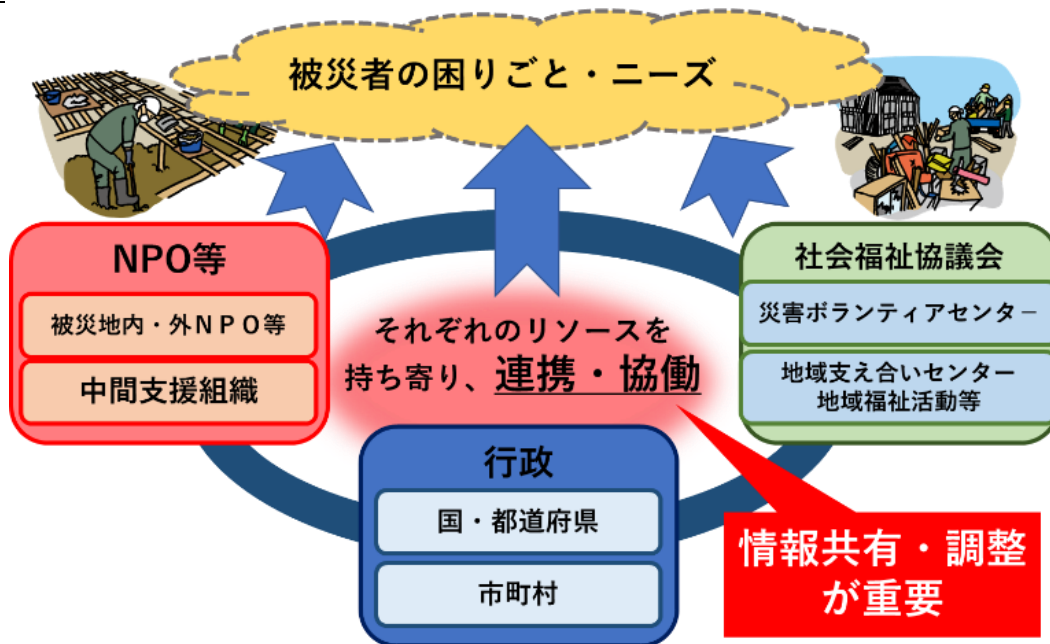 被災者の困りごと・ニーズ
NPO等
被災地内・外ＮＰＯ等
中間支援組織
それぞれのリソースを
持ち寄り、連携・協働
社会福祉協議会
災害ボランティアセンター
地域支え合いセンター
地域福祉活動等
行政
国・都道府県
市町村
情報共有・調整
が重要